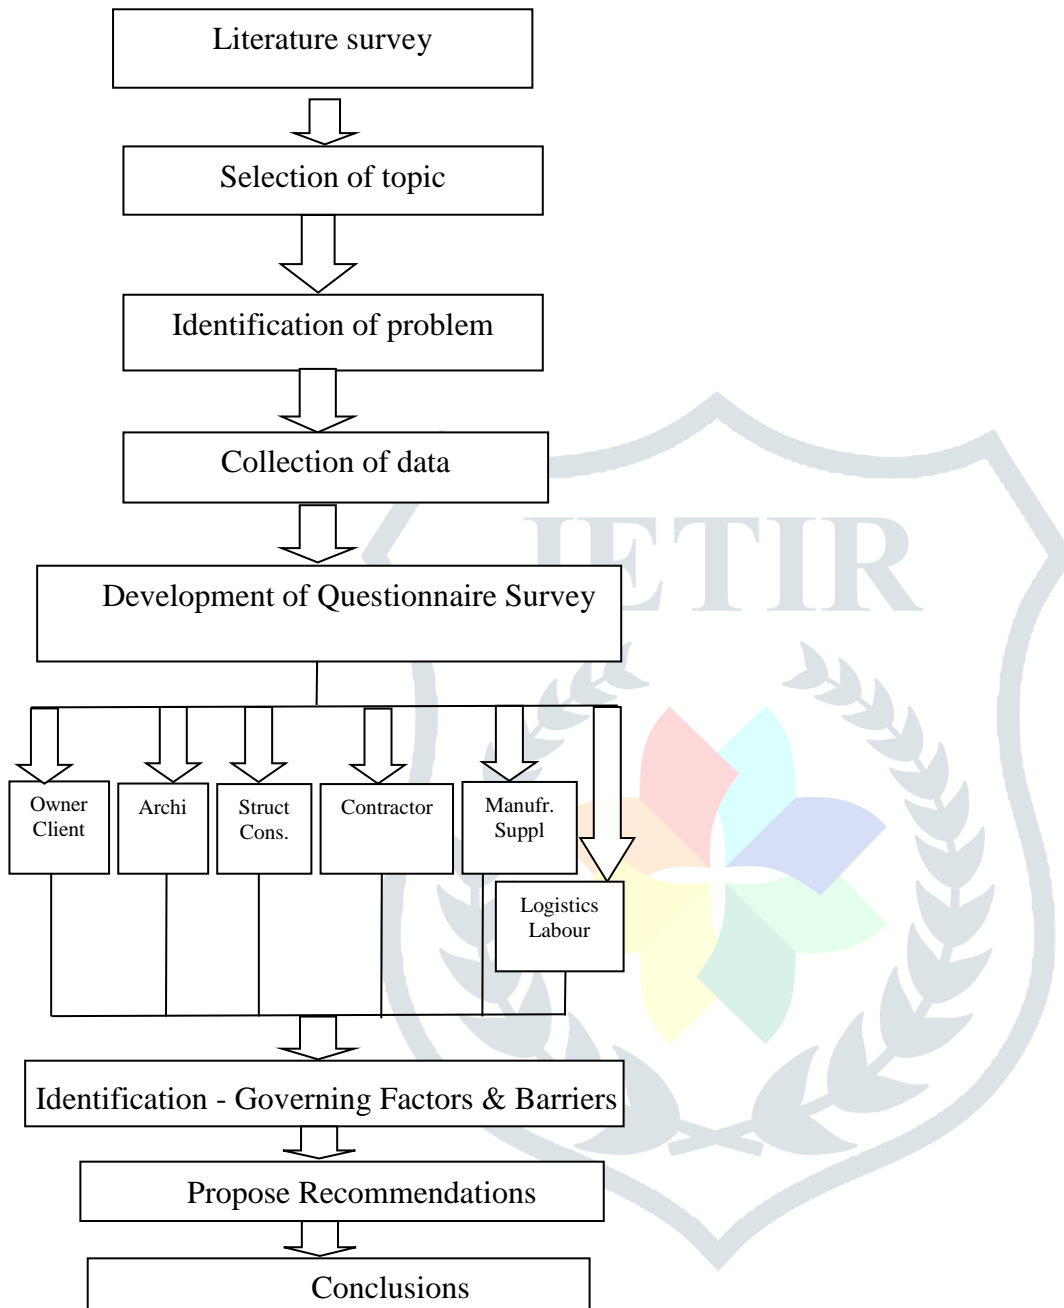 Literature survey
Selection of topic
Identification of problem
Collection of data
JETIR
Development of Questionnaire Survey
Owner
Client
Archi
Struct
Cons.
Contractor
Manufr.
Suppl
Logistics
Labour
Identification - Governing Factors & Barriers
Propose Recommendations
Conclusions